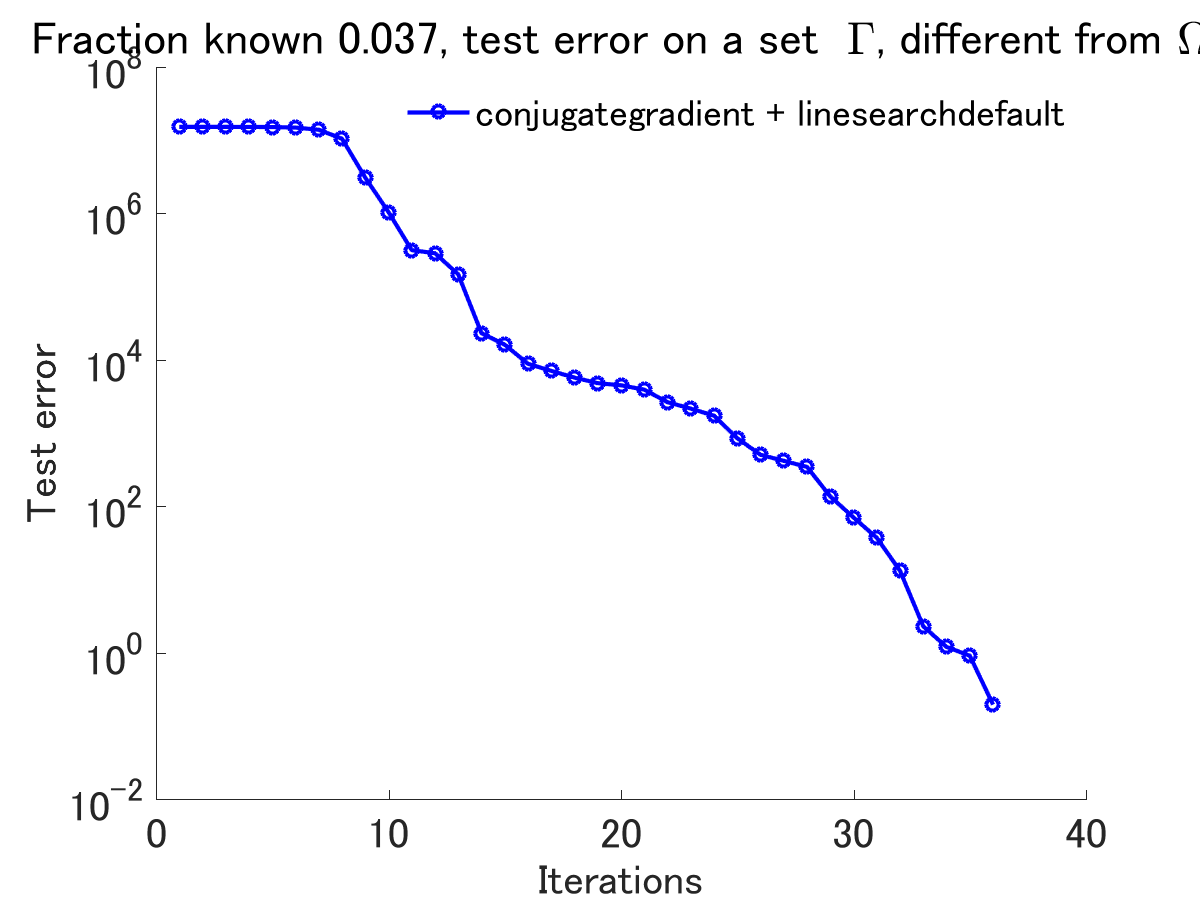 Fraction known 0.037, test error on a set Γ, different from Ω
10^8
conjugategradient + linesearchdefault
10^6
10^4
10^2
10^0
10^−2
Test error
0 10 20 30 40
Iterations